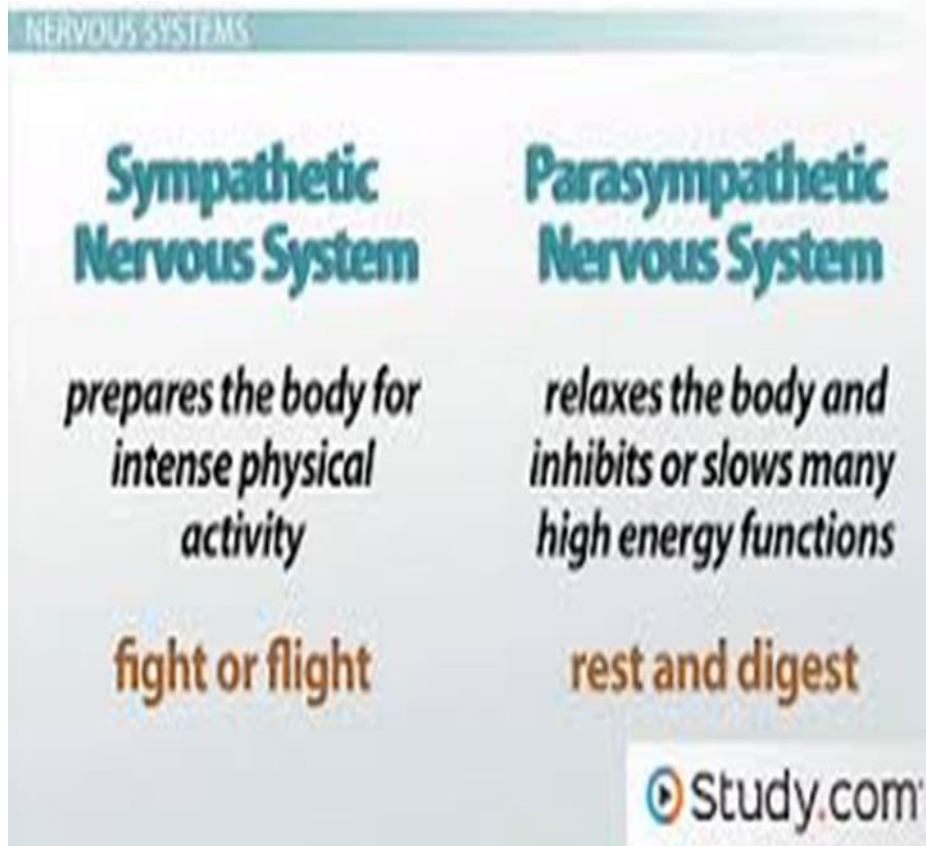 NERVOUS SYSTEMS
Sympathetic
Nervous System
prepares the body for
intense physical
activity
fight or flight
Parasympathetic
Nervous System
relaxes the body and
inhibits or slows many
high energy functions
rest and digest
Study.com